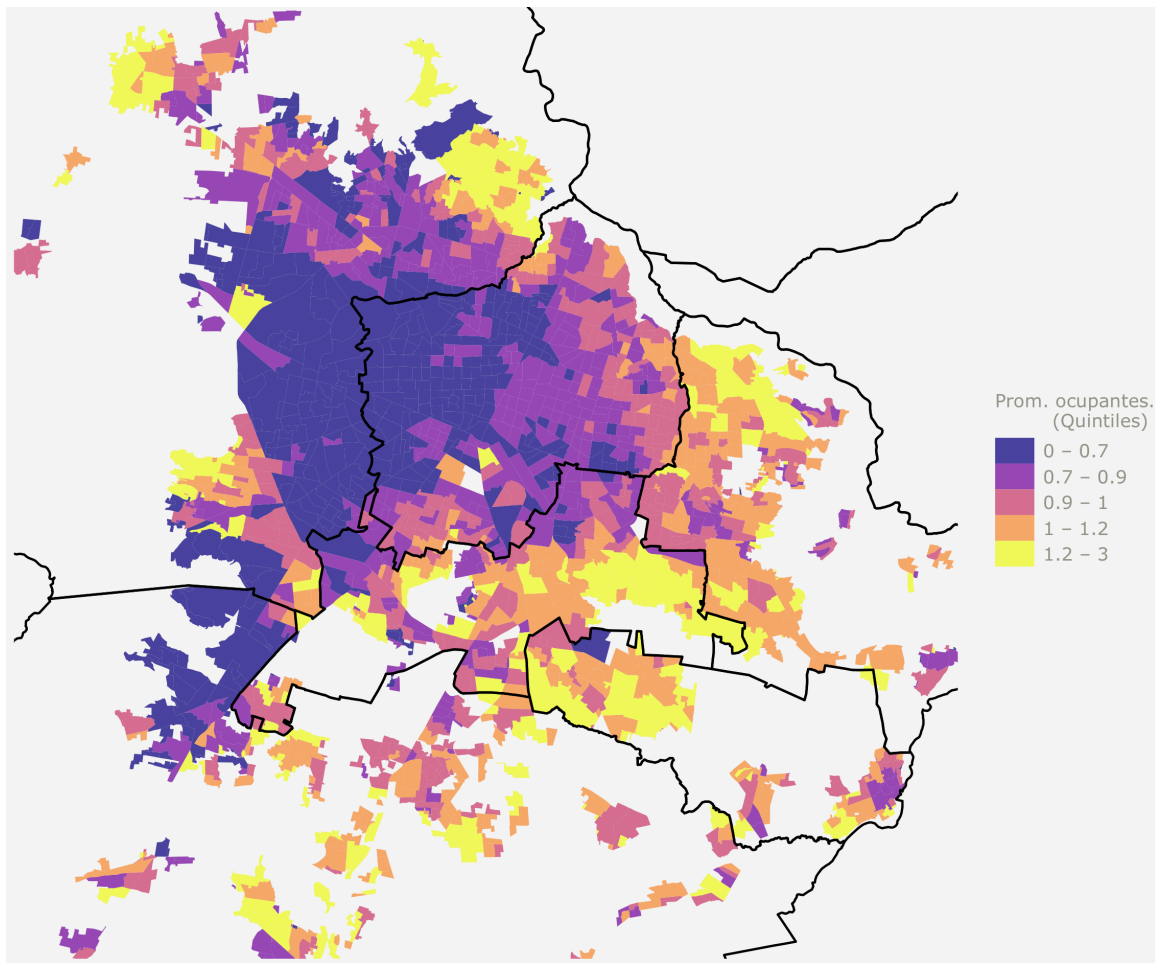 Prom. ocupantes.
(Quintiles)
0 – 0.7
0.7 – 0.9
0.9 – 1
1 – 1.2
1.2 – 3